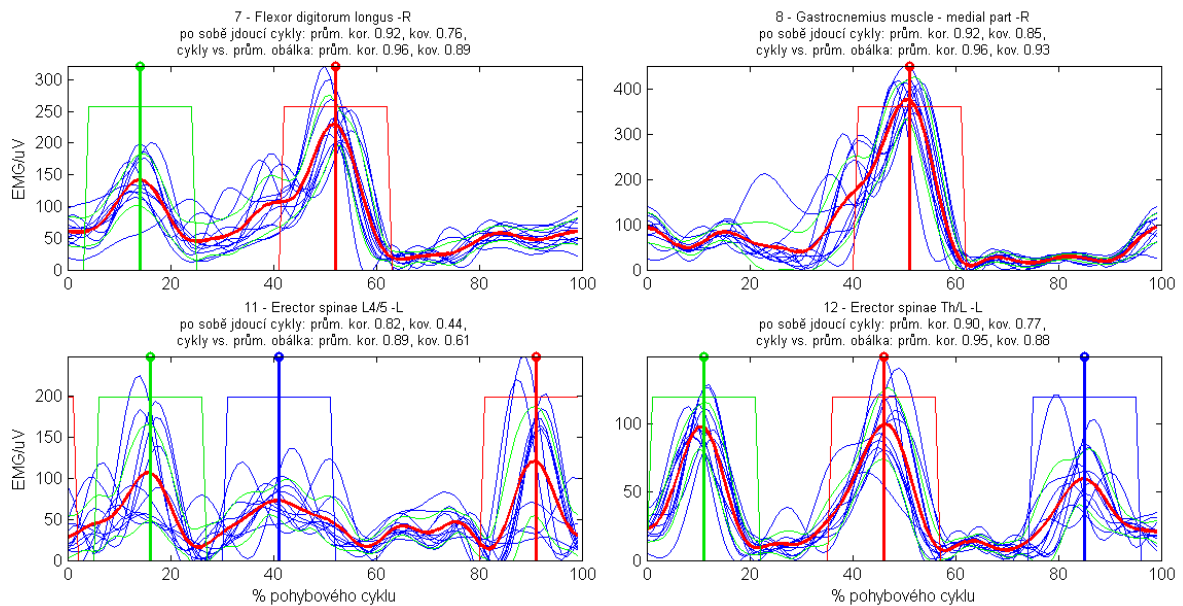 7 - Flexor digitorum longus -R
po sobě jdoucí cykly: prům. kor. 0.92, kov. 0.76,
cykly vs. prům. obálka: prům. kor. 0.96, kov. 0.89
EMG/uV
300
250
200
150
100
50
0
0 20 40 60 80 100
8 - Gastrocnemius muscle - medial part -R
po sobě jdoucí cykly: prům. kor. 0.92, kov. 0.85,
cykly vs. prům. obálka: prům. kor. 0.96, kov. 0.93
400
300
200
100
0
0 20 40 60 80 100
11 - Erector spinae L4/5 -L
po sobě jdoucí cykly: prům. kor. 0.82, kov. 0.44,
cykly vs. prům. obálka: prům. kor. 0.89, kov. 0.61
EMG/uV
200
150
100
50
0
0 20 40 60 80 100
% pohybového cyklu
12 - Erector spinae Th/L -L
po sobě jdoucí cykly: prům. kor. 0.90, kov. 0.77,
cykly vs. prům. obálka: prům. kor. 0.95, kov. 0.88
100
50
0
0 20 40 60 80 100
% pohybového cyklu